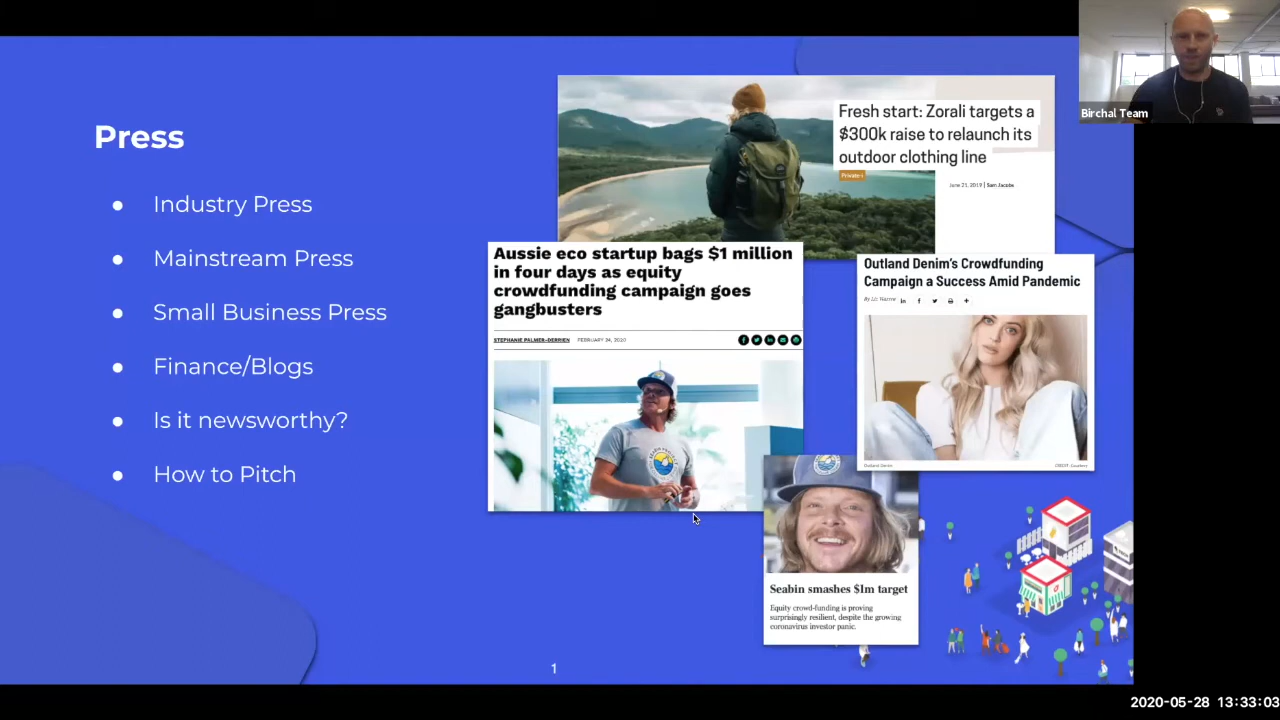 Press
● Industry Press
● Mainstream Press
● Small Business Press
● Finance/Blogs
● Is it newsworthy?
● How to Pitch
Fresh start: Zorali targets a
$300k raise to relaunch its
outdoor clothing line
Private-i
June 21, 2019 | Sam Jacobs
Aussie eco startup bags $1 million
in four days as equity
crowdfunding campaign goes
gangbusters
STEPHANIE PALMER-DERRIEN FEBRUARY 24, 2020
Outland Denim's Crowdfunding
Campaign a Success Amid Pandemic
Outland Denim CREDIT: Courtesy
Seabin smashes $1m target
Equity crowd-funding is proving
surprisingly resilient, despite the growing
coronavirus investor panic.
1
Birchal Team
2020-05-28 13:33:03